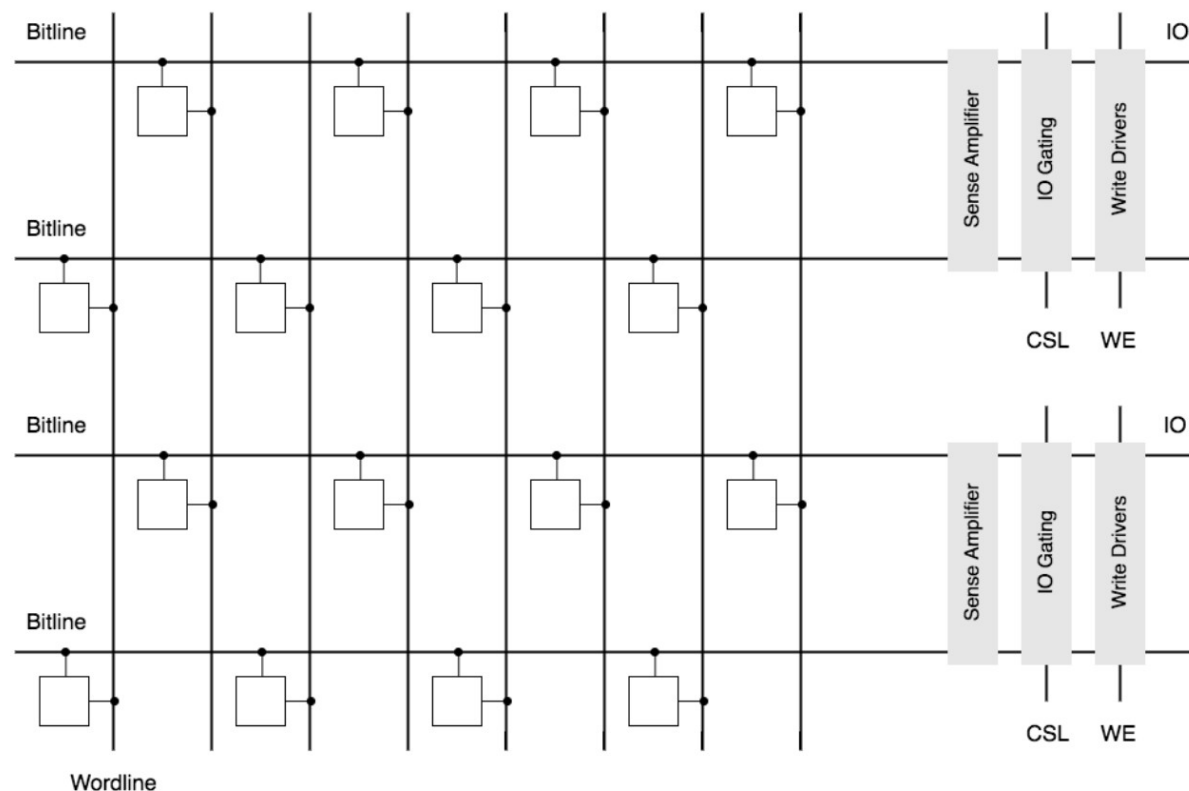 Bitline
IO
Sense Amplifier
IO Gating
Write Drivers
Bitline
CSL
WE
Bitline
IO
Sense Amplifier
IO Gating
Write Drivers
Bitline
CSL
WE
Wordline